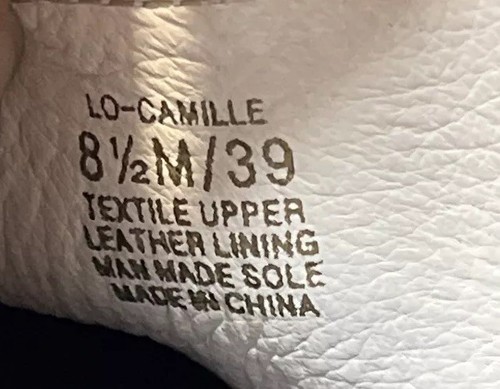 LO-CAMILLE
8½M/39
TEXTILE UPPER
LEATHER LINING
MAN MADE SOLE
MADE IN CHINA